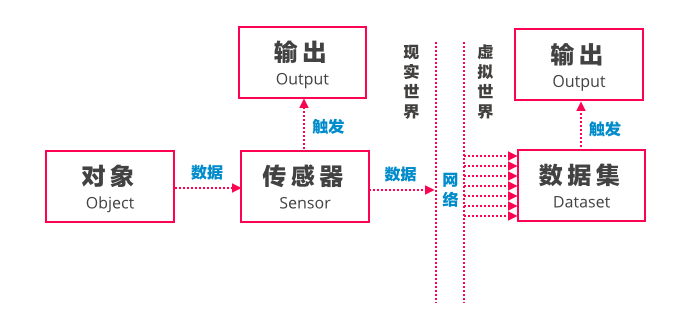 输出
Output
现实世界
虚拟世界
输出
Output
触发
触发
对象
Object
数据
传感器
Sensor
数据
网络
数据集
Dataset